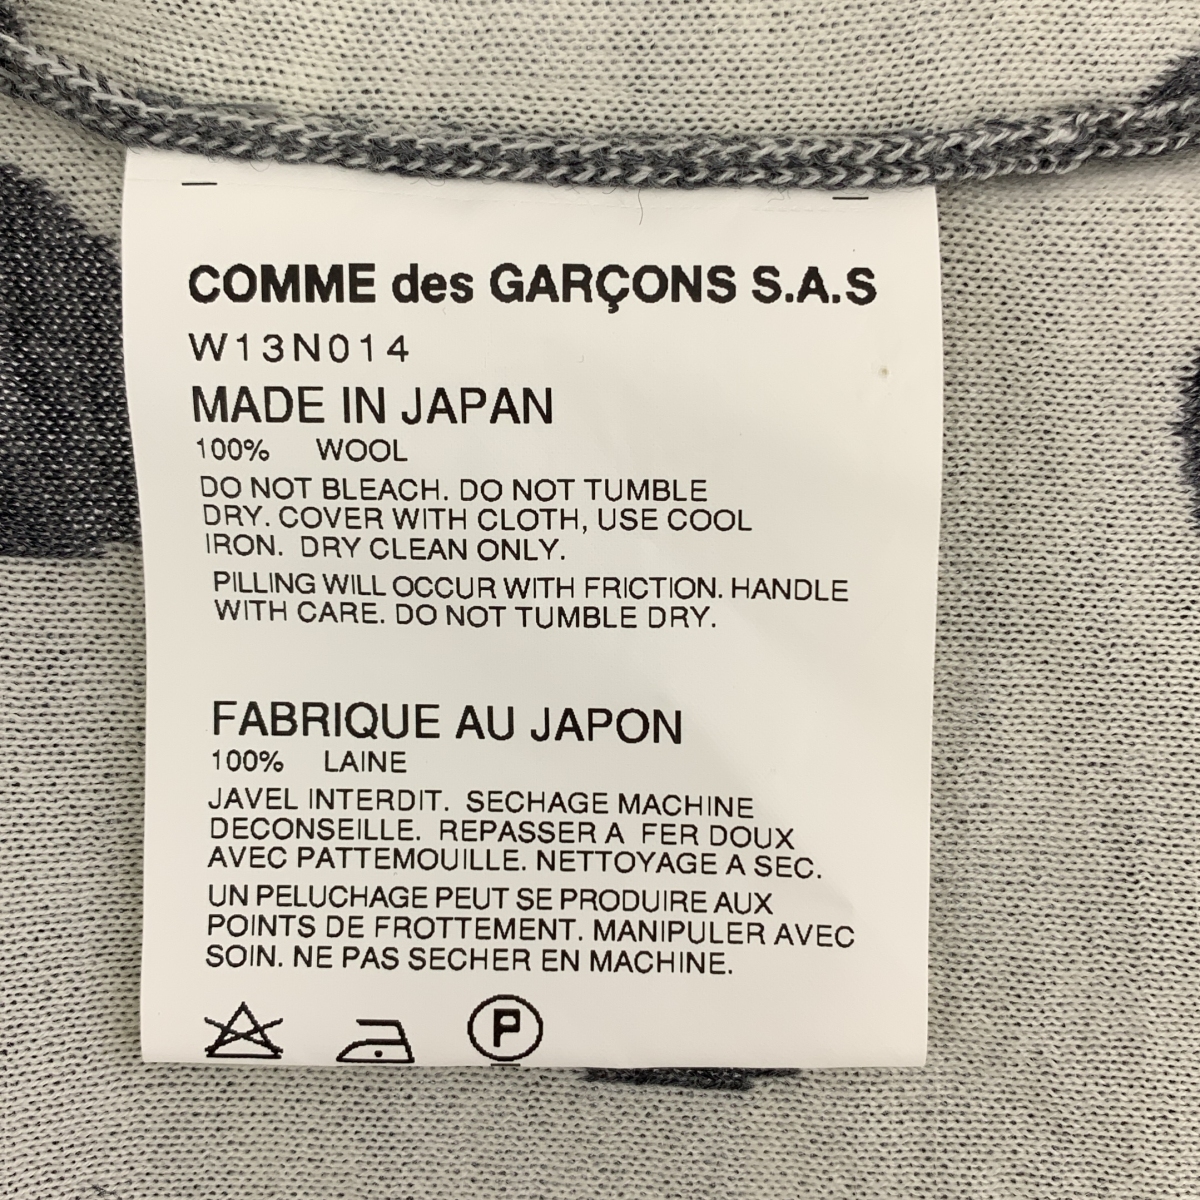 COMME des GARÇONS S.A.S
W13N014
MADE IN JAPAN
100% WOOL
DO NOT BLEACH. DO NOT TUMBLE
DRY. COVER WITH CLOTH, USE COOL
IRON. DRY CLEAN ONLY.
PILLING WILL OCCUR WITH FRICTION. HANDLE
WITH CARE. DO NOT TUMBLE DRY.
FABRIQUE AU JAPON
100% LAINE
JAVEL INTERDIT. SECHAGE MACHINE
DECONSEILLE. REPASSER A FER DOUX
AVEC PATTEMOUILLE. NETTOYAGE A SEC.
UN PELUCHAGE PEUT SE PRODUIRE AUX
POINTS DE FROTTEMENT. MANIPULER AVEC
SOIN. NE PAS SECHER EN MACHINE.
P